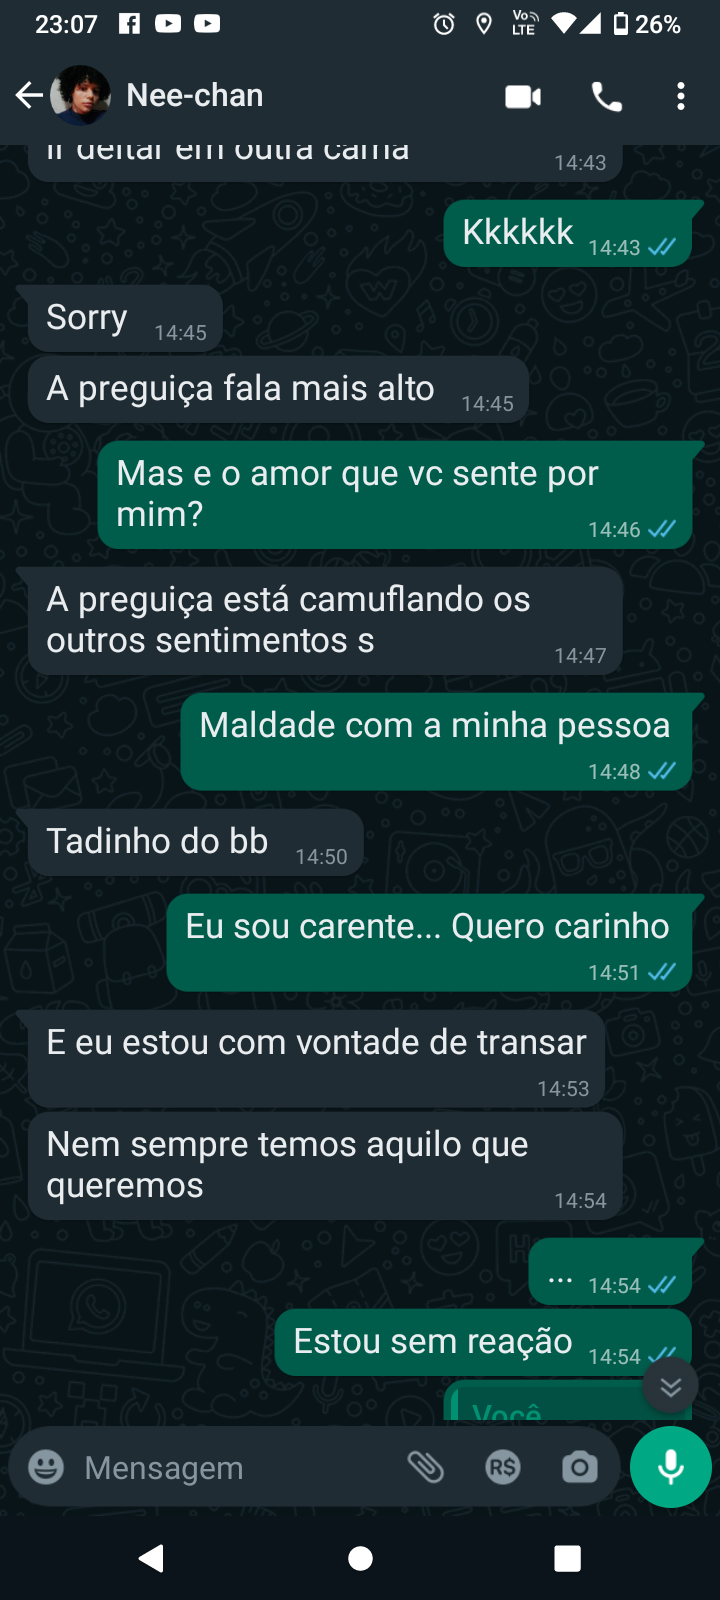 23:07
Vo
LTE
26%
Nee-chan
ir deitar em outra cama
14:43
Kkkkkk 14:43
Sorry 14:45
A preguiça fala mais alto 14:45
Mas e o amor que vc sente por
mim?
14:46
A preguiça está camuflando os
outros sentimentos s
14:47
Maldade com a minha pessoa
14:48
Tadinho do bb 14:50
Eu sou carente... Quero carinho
14:51
E eu estou com vontade de transar
14:53
Nem sempre temos aquilo que
queremos
14:54
... 14:54
Estou sem reação 14:54
Você
Mensagem
R$